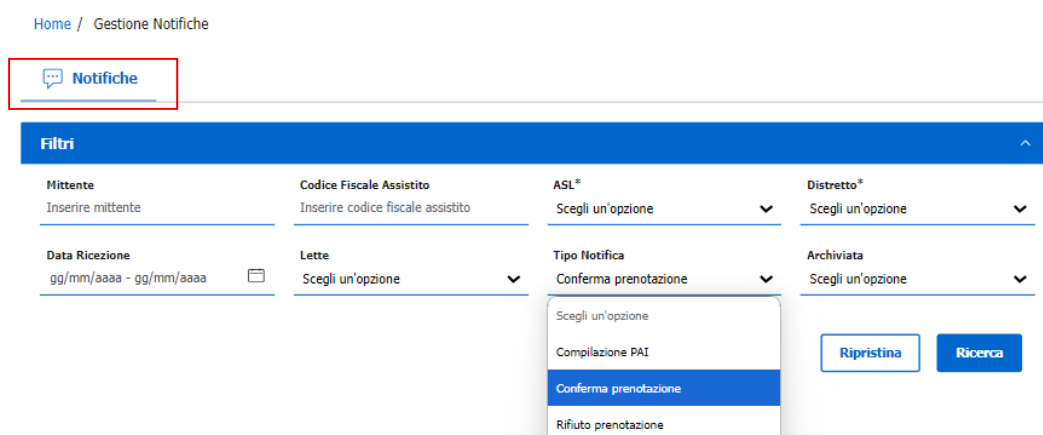 Home / Gestione Notifiche
Notifiche
Filtri
Mittente Codice Fiscale Assistito ASL* Distretto*
Inserire mittente Inserire codice fiscale assistito Scegli un'opzione Scegli un'opzione
Data Ricezione Lette Tipo Notifica Archiviata
gg/mm/aaaa - gg/mm/aaaa Scegli un'opzione Conferma prenotazione Scegli un'opzione
Scegli un'opzione
Compilazione PAI Ripristina Ricerca
Conferma prenotazione
Rifiuto prenotazione